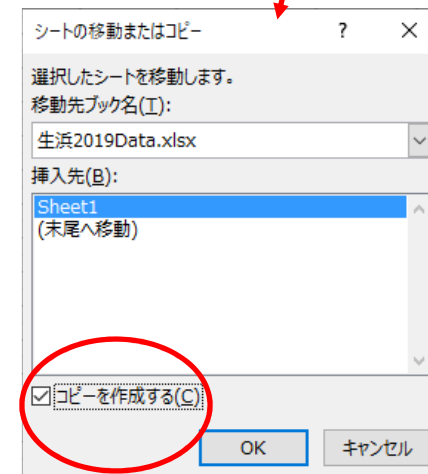 シートの移動またはコピー ? ×
選択したシートを移動します。
移動先ブック名(T):
生浜2019Data.xlsx
挿入先(B):
Sheet1
(末尾へ移動)
コピーを作成する(C)
OK キャンセル